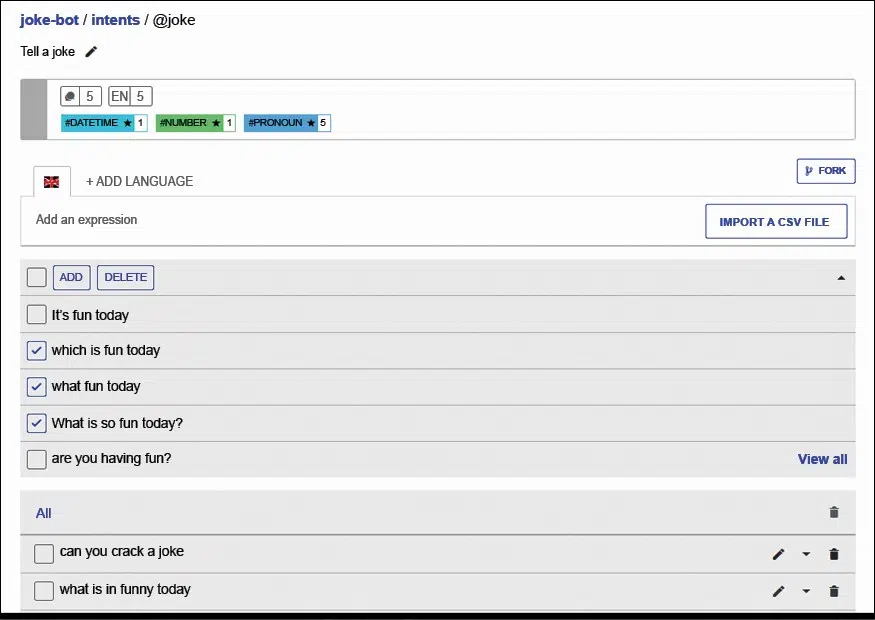 joke-bot / intents / @joke
Tell a joke
5 EN 5
#DATETIME ★ 1 #NUMBER ★ 1 #PRONOUN ★ 5
FORK
+ ADD LANGUAGE
Add an expression
IMPORT A CSV FILE
ADD DELETE
It's fun today
which is fun today
what fun today
What is so fun today?
are you having fun?
View all
All
can you crack a joke
what is in funny today